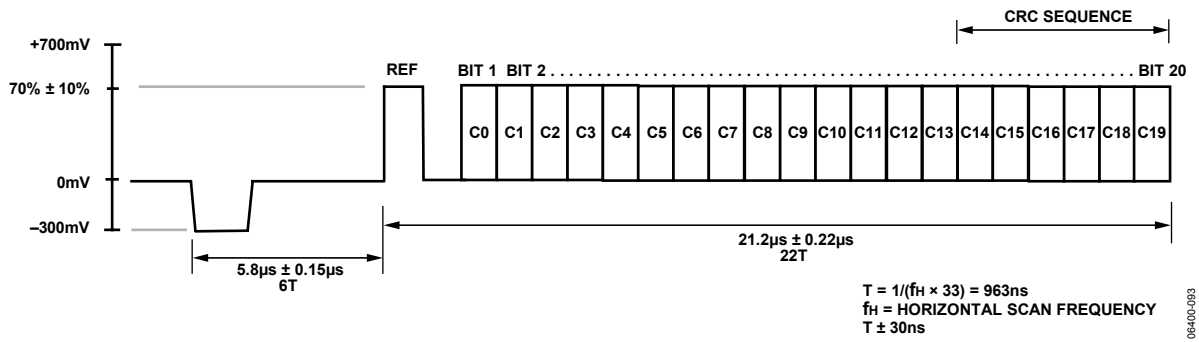 CRC SEQUENCE
+700mV
REF
BIT 1 BIT 2 . . . . . . . . . . . . . . . . . . . . . . . . . . . . . . . . . . . . . . . . . . . . . . . . . . . . . . . . . . . . . . . . . . . . . . . . BIT 20
70% ± 10%
C0 C1 C2 C3 C4 C5 C6 C7 C8 C9 C10 C11 C12 C13 C14 C15 C16 C17 C18 C19
0mV
–300mV
21.2µs ± 0.22µs
22T
5.8µs ± 0.15µs
6T
T = 1/(fH × 33) = 963ns
fH = HORIZONTAL SCAN FREQUENCY
T ± 30ns
06400-093